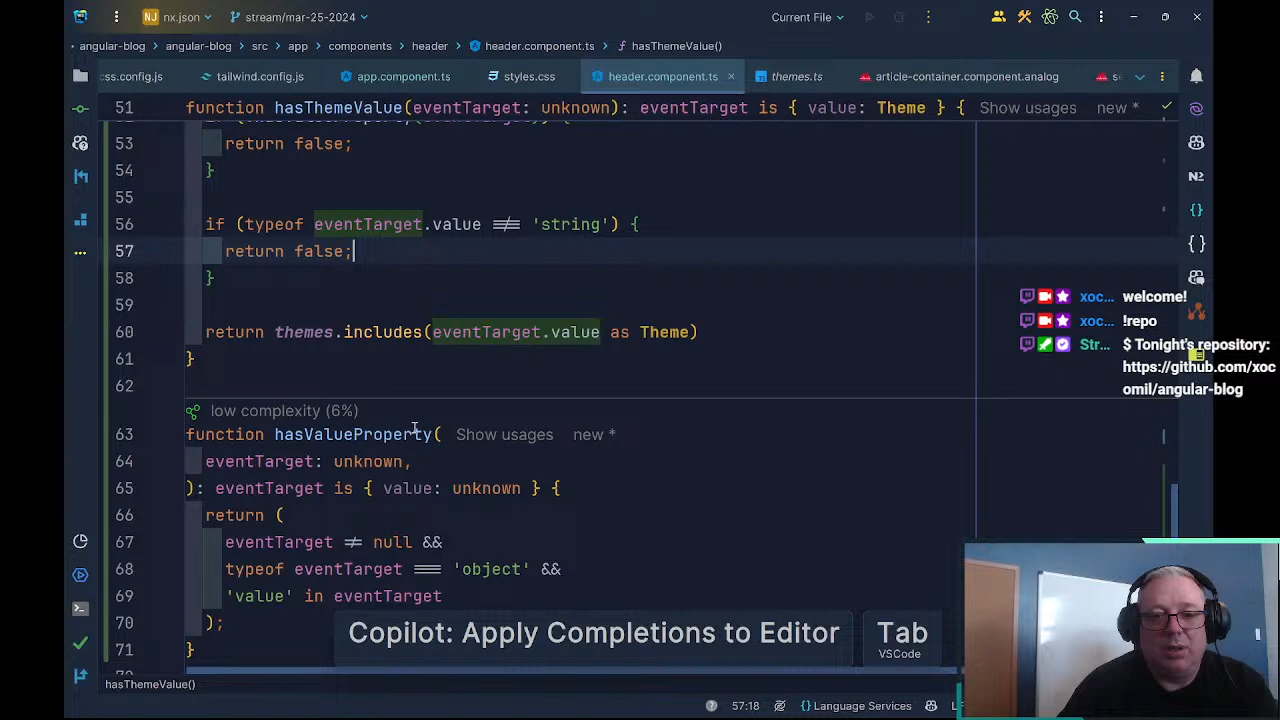 NJ nx.json stream/mar-25-2024 Current File
angular-blog angular-blog src app components header header.component.ts hasThemeValue()
css.config.js tailwind.config.js app.component.ts styles.css header.component.ts themes.ts article-container.component.analog
51 function hasThemeValue(eventTarget: unknown): eventTarget is { value: Theme } { Show usages new *
53 return false;
54 }
55
56 if (typeof eventTarget.value !== 'string') {
57 return false;
58 }
59
60 return themes.includes(eventTarget.value as Theme)
61 }
62
low complexity (6%)
63 function hasValueProperty( Show usages new *
64 eventTarget: unknown,
65 ): eventTarget is { value: unknown } {
66 return (
67 eventTarget != null &&
68 typeof eventTarget === 'object' &&
69 'value' in eventTarget
70 );
71 }
xoc... welcome!
xoc... !repo
Str... $ Tonight's repository:
https://github.com/xoc
omil/angular-blog
Copilot: Apply Completions to Editor Tab
VSCode
hasThemeValue()
57:18 {} Language Services